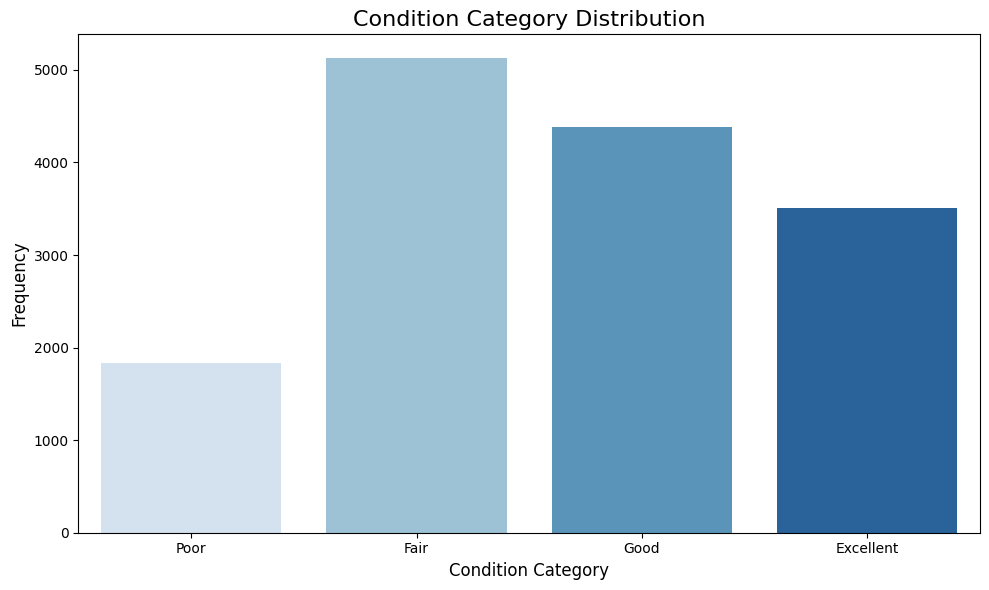 Condition Category Distribution
Frequency
5000
4000
3000
2000
1000
0
Poor Fair Good Excellent
Condition Category